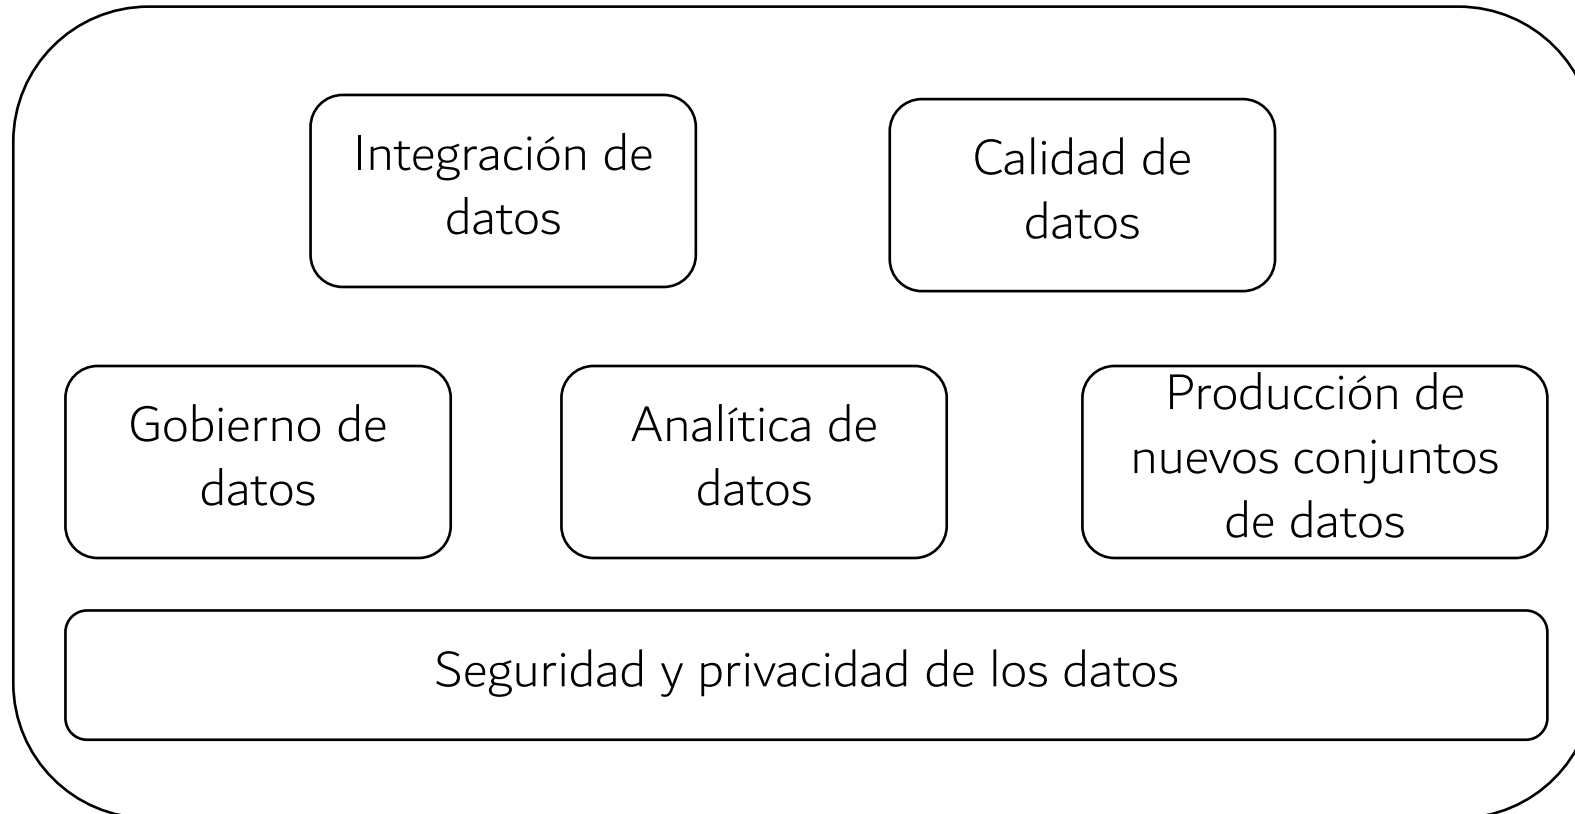 Integración de
datos
Calidad de
datos
Gobierno de
datos
Analítica de
datos
Producción de
nuevos conjuntos
de datos
Seguridad y privacidad de los datos